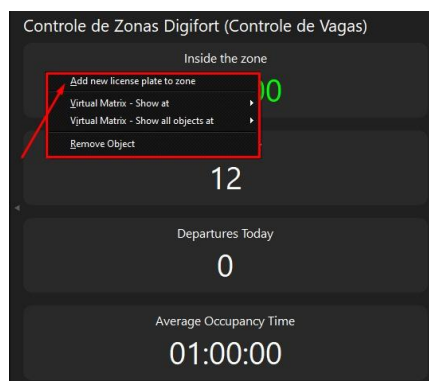 Controle de Zonas Digifort (Controle de Vagas)
Inside the zone
Add new license plate to zone
Virtual Matrix - Show at
Virtual Matrix - Show all objects at
Remove Object
12
Departures Today
0
Average Occupancy Time
01:00:00